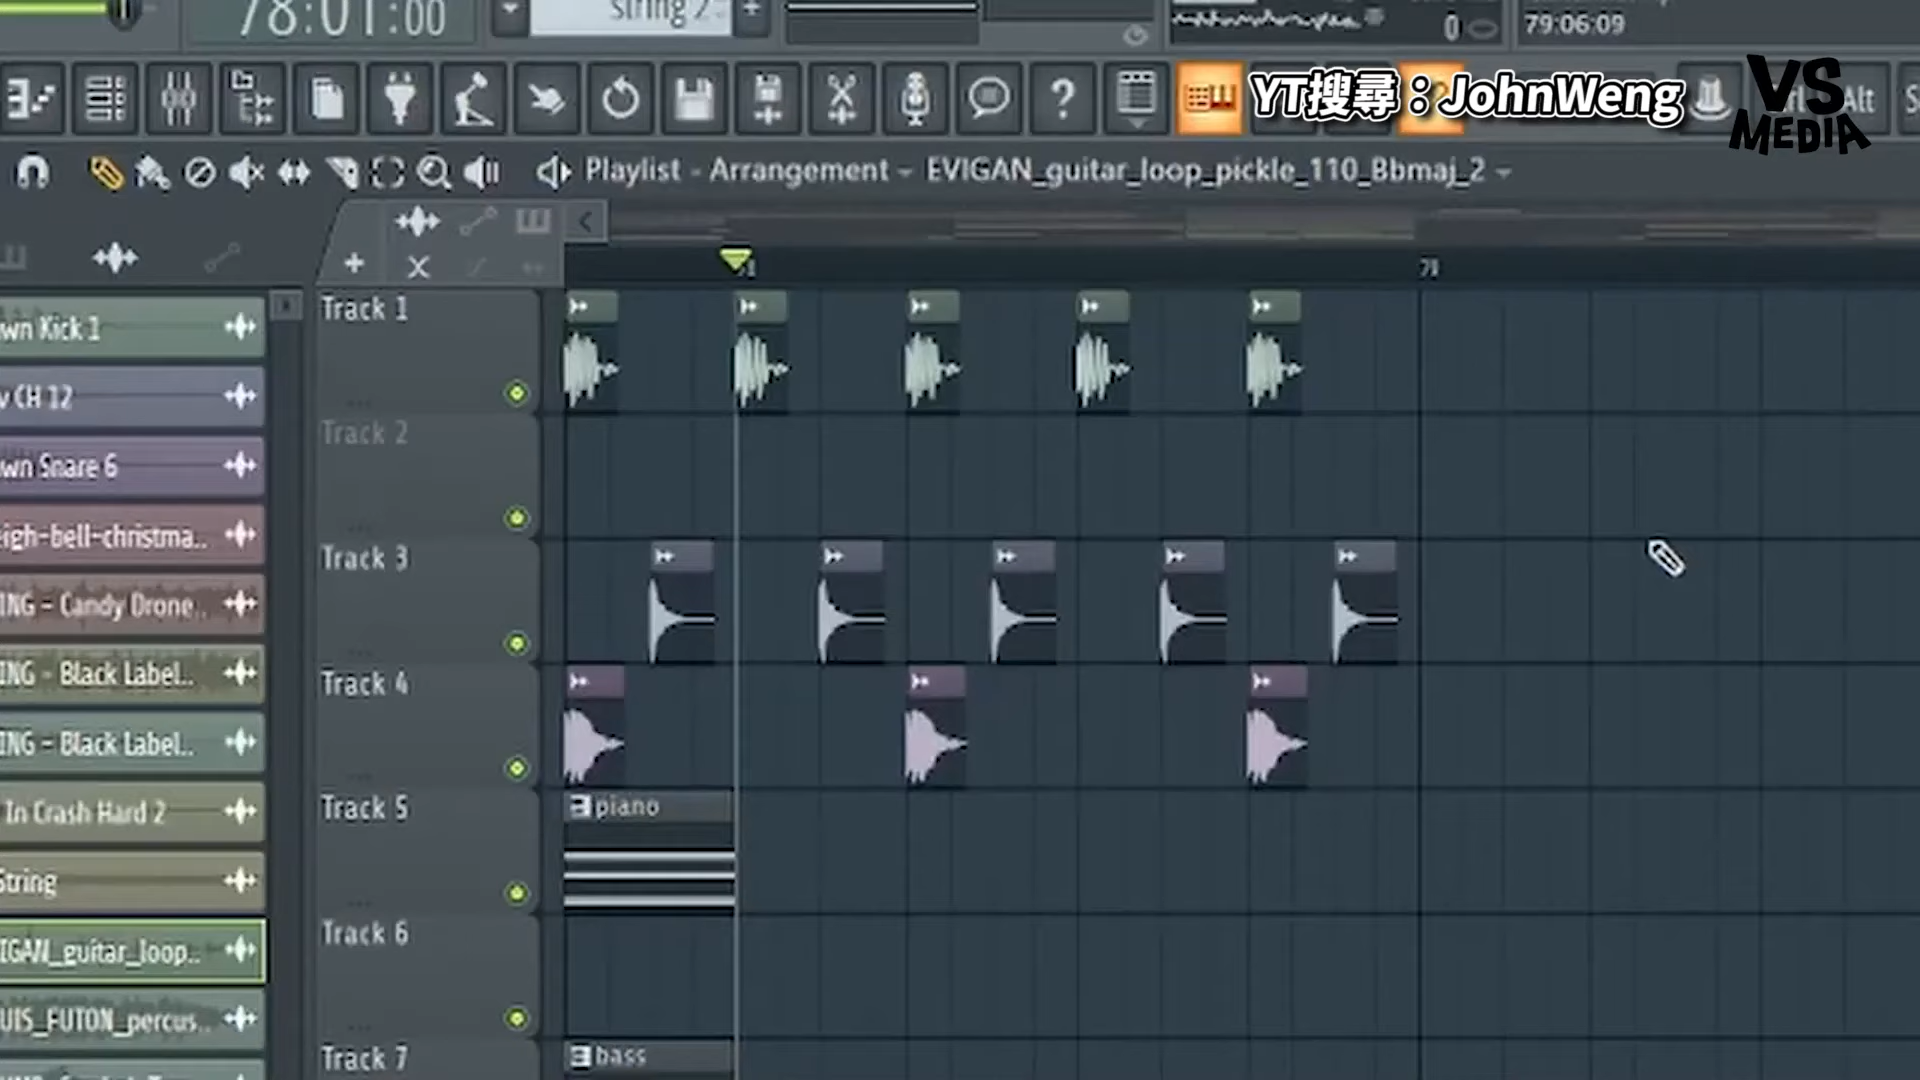 78:01:00
String 2
0
79:06:09
YT搜尋：JohnWeng
Alt
VS
MEDIA
Playlist - Arrangement
EVIGAN_guitar_loop_pickle_110_Bbmaj_2
wn Kick 1
v CH 12
wn Snare 6
eigh-bell-christma..
ING - Candy Drone..
ING - Black Label..
ING - Black Label..
In Crash Hard 2
String
IGAN_guitar_loop..
UIS_FUTON_percus..
Track 1
Track 2
Track 3
Track 4
Track 5
piano
Track 6
Track 7
bass